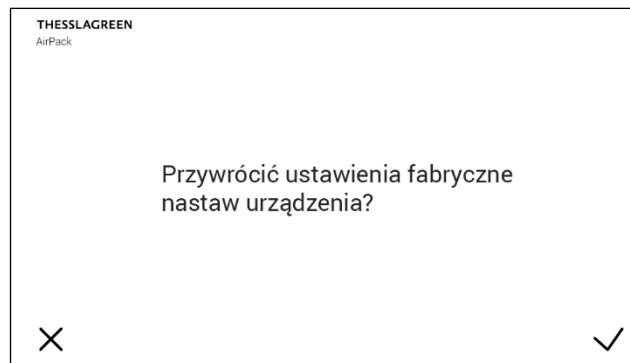 THESSLAGREEN
AirPack
Przywrócić ustawienia fabryczne
nastaw urządzenia?